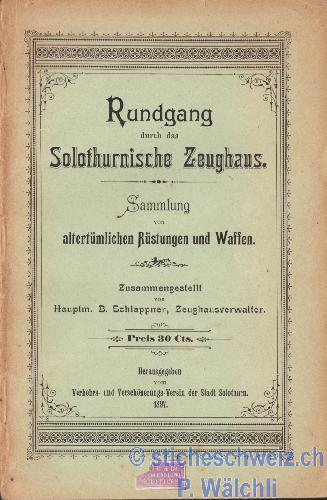 Rundgang
durch das
Solothurnische Zeughaus.
Sammlung
von
altertümlichen Rüstungen und Waffen.
Zusammengestellt
von
Hauptm. B. Schlappner, Zeughausverwalter.
Preis 30 Cts.
Herausgegeben
vom
Verkehrs- und Verschönerungs-Verein der Stadt Solothurn.
1897.
© sticheschweiz.ch
P. Wälchli